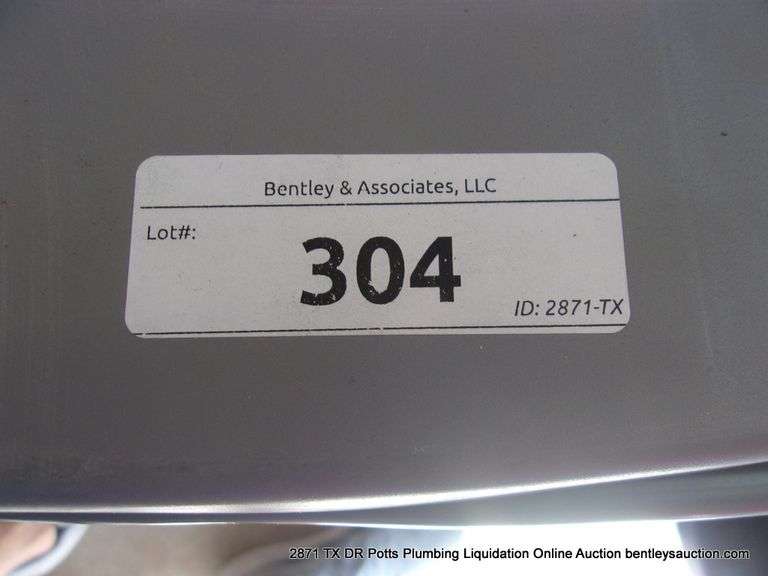 Bentley & Associates, LLC
Lot#:
304
ID: 2871-TX
2871 TX DR Potts Plumbing Liquidation Online Auction bentleysauction.com